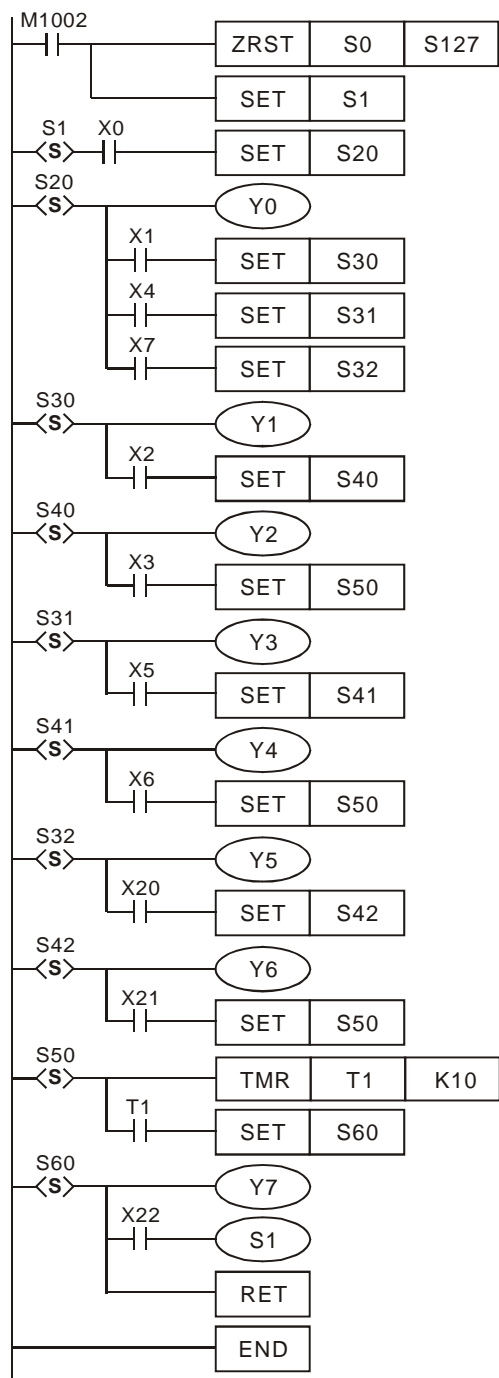 M1002
ZRST S0 S127
SET S1
S1 X0
S SET S20
S20
S Y0
X1
SET S30
X4
SET S31
X7
SET S32
S30
S Y1
X2
SET S40
S40
S Y2
X3
SET S50
S31
S Y3
X5
SET S41
S41
S Y4
X6
SET S50
S32
S Y5
X20
SET S42
S42
S Y6
X21
SET S50
S50
S TMR T1 K10
T1
SET S60
S60
S Y7
X22
S1
RET
END